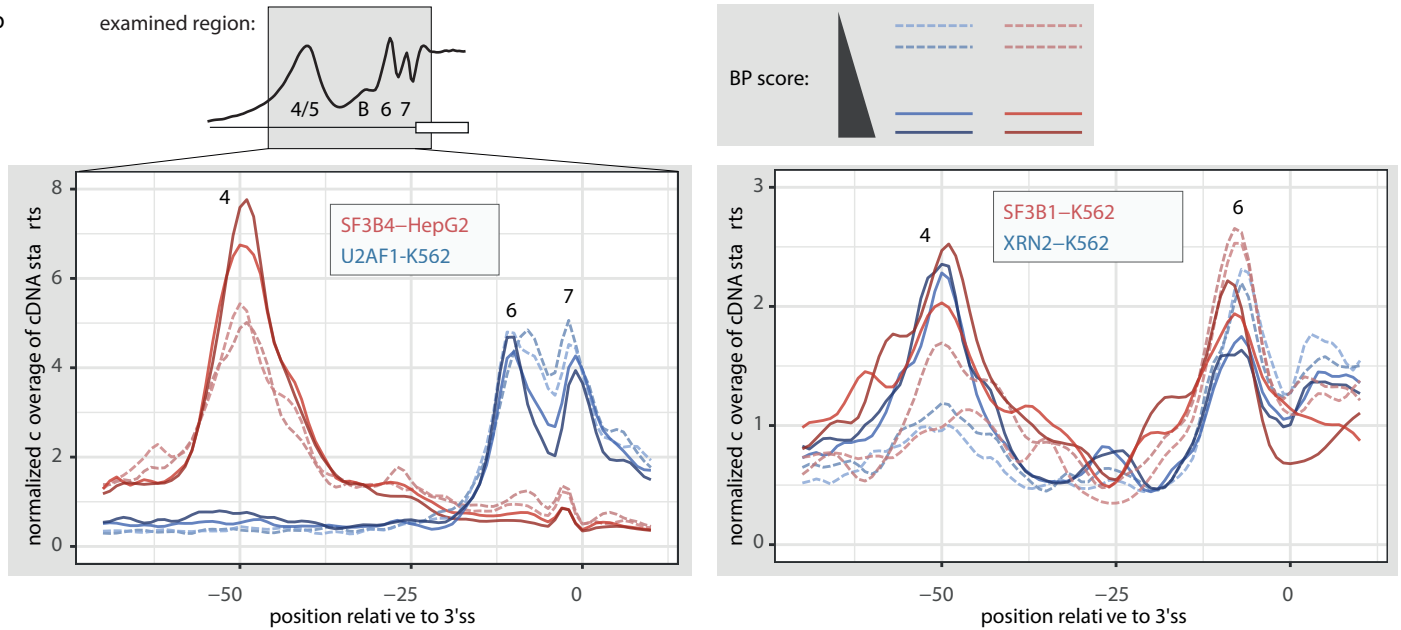 b
examined region:
4/5 B 6 7
BP score:
8
6
4
2
0
normalized c overage of cDNA sta rts
4
SF3B4−HepG2
U2AF1-K562
6
7
−50
−25
0
position relati ve to 3'ss
3
2
1
0
normalized c overage of cDNA sta rts
4
SF3B1−K562
XRN2−K562
6
−50
−25
0
position relati ve to 3'ss